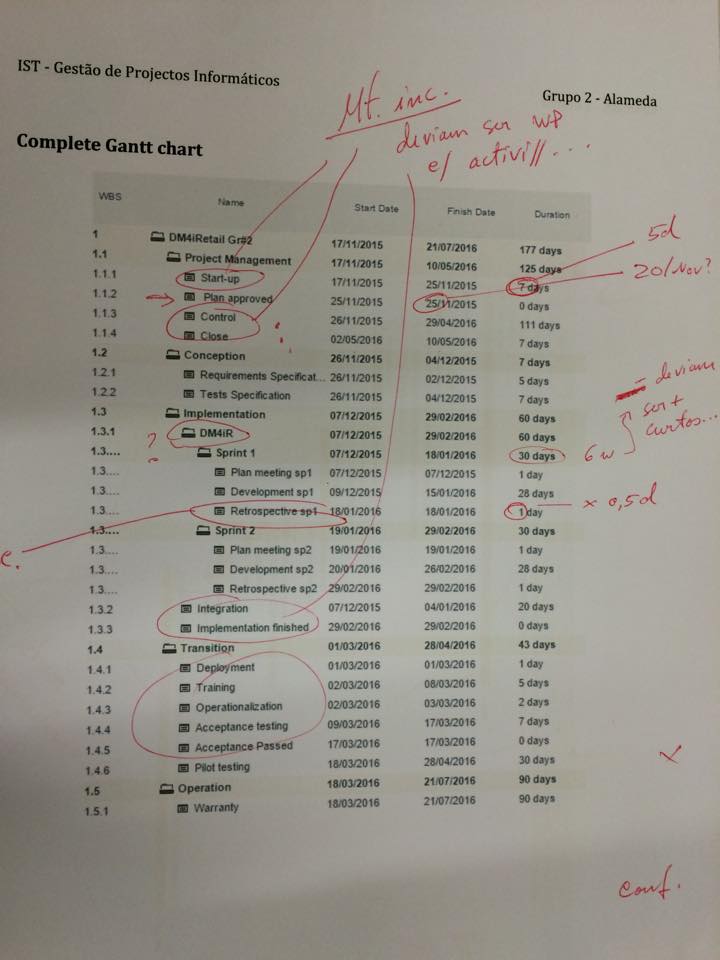 IST - Gestão de Projectos Informáticos
Grupo 2 - Alameda
Mt. inc.
deviam ser WP
c/ activi//...
Complete Gantt chart
WBS Name Start Date Finish Date Duration
1 DM4iRetail Gr#2 17/11/2015 21/07/2016 177 days
5d
1.1 Project Management 17/11/2015 10/05/2016 125 days
20/Nov?
1.1.1 Start-up 17/11/2015 25/11/2015 7 days
1.1.2 Plan approved 25/11/2015 25/11/2015 0 days
1.1.3 Control 26/11/2015 29/04/2016 111 days
1.1.4 Close 02/05/2016 10/05/2016 7 days
1.2 Conception 26/11/2015 04/12/2015 7 days
1.2.1 Requirements Specificat... 26/11/2015 02/12/2015 5 days
1.2.2 Tests Specification 26/11/2015 04/12/2015 7 days
- deviam
ser +
curtos...
1.3 Implementation 07/12/2015 29/02/2016 60 days
1.3.1 DM4iR 07/12/2015 29/02/2016 60 days
?
1.3.... Sprint 1 07/12/2015 18/01/2016 30 days
6w
1.3.... Plan meeting sp1 07/12/2015 07/12/2015 1 day
1.3.... Development sp1 09/12/2015 15/01/2016 28 days
x 0,5d
1.3.... Retrospective sp1 18/01/2016 18/01/2016 1 day
1.3.... Sprint 2 19/01/2016 29/02/2016 30 days
1.3.... Plan meeting sp2 19/01/2016 19/01/2016 1 day
1.3.... Development sp2 20/01/2016 26/02/2016 28 days
1.3.... Retrospective sp2 29/02/2016 29/02/2016 1 day
1.3.2 Integration 07/12/2015 04/01/2016 20 days
1.3.3 Implementation finished 29/02/2016 29/02/2016 0 days
1.4 Transition 01/03/2016 28/04/2016 43 days
1.4.1 Deployment 01/03/2016 01/03/2016 1 day
1.4.2 Training 02/03/2016 08/03/2016 5 days
1.4.3 Operationalization 02/03/2016 03/03/2016 2 days
1.4.4 Acceptance testing 09/03/2016 17/03/2016 7 days
1.4.5 Acceptance Passed 17/03/2016 17/03/2016 0 days
1.4.6 Pilot testing 18/03/2016 28/04/2016 30 days
1.5 Operation 18/03/2016 21/07/2016 90 days
1.5.1 Warranty 18/03/2016 21/07/2016 90 days
conf.